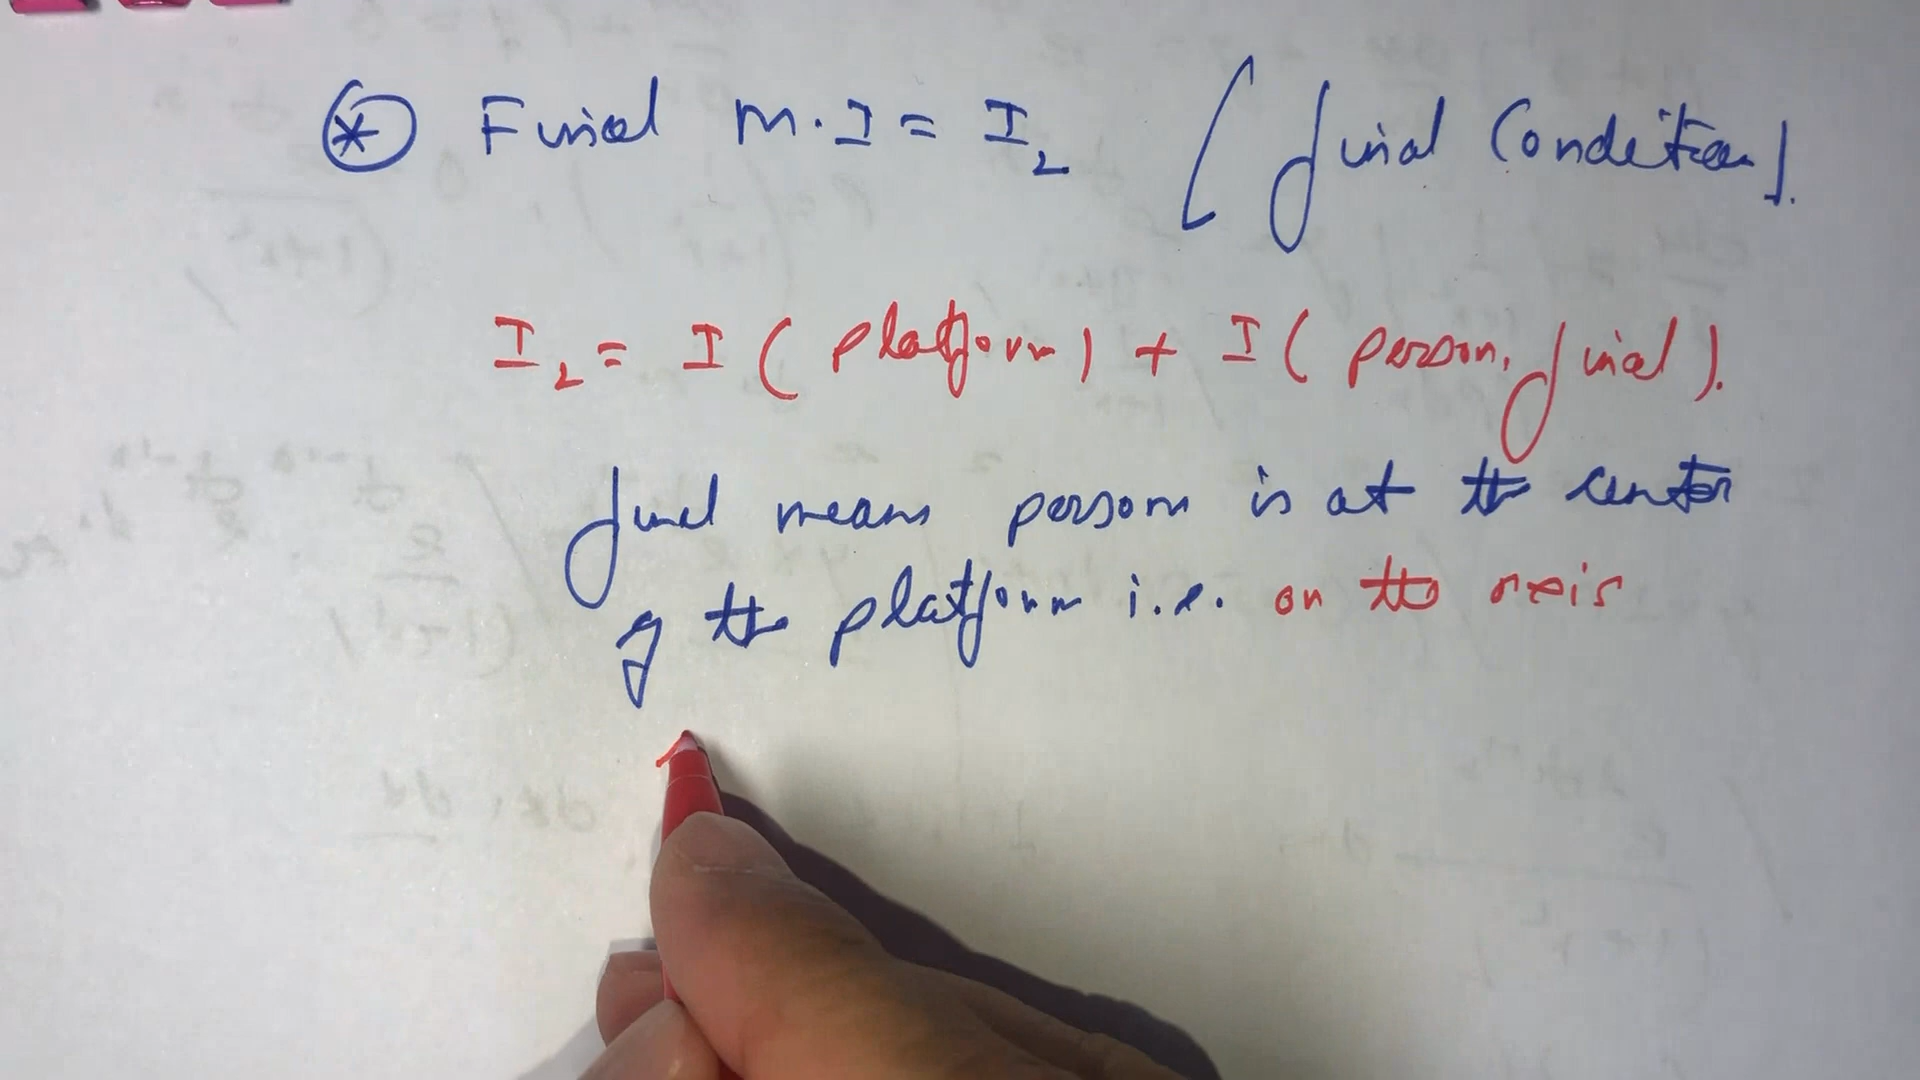 * Final M.I = I₂ [final condition].
I₂ = I (platform) + I (person, final).
final means person is at the center
of the platform i.e. on the axis